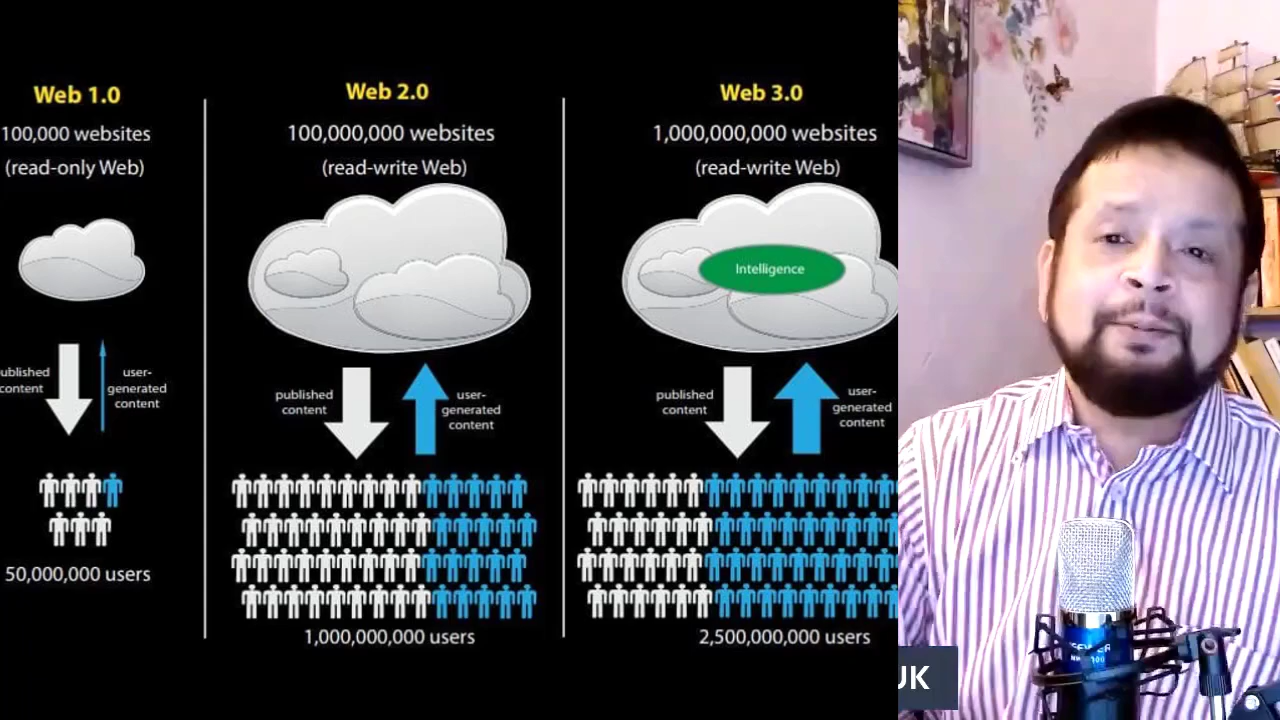 Web 1.0
100,000 websites
(read-only Web)
content
user-
generated
content
50,000,000 users
Web 2.0
100,000,000 websites
(read-write Web)
published
content
user-
generated
content
1,000,000,000 users
Web 3.0
1,000,000,000 websites
(read-write Web)
Intelligence
published
content
user-
generated
content
2,500,000,000 users
UK